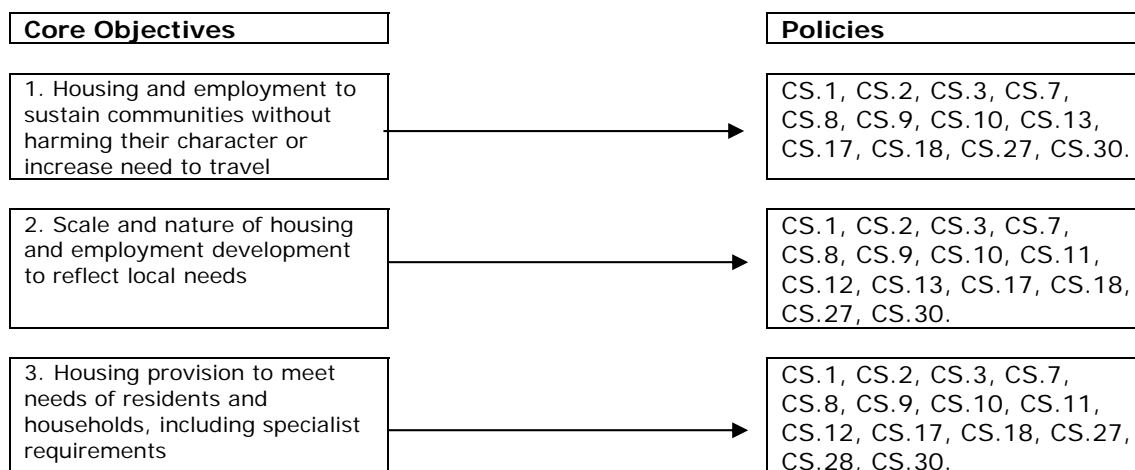 Core Objectives
Policies
1. Housing and employment to
sustain communities without
harming their character or
increase need to travel
CS.1, CS.2, CS.3, CS.7,
CS.8, CS.9, CS.10, CS.13,
CS.17, CS.18, CS.27, CS.30.
2. Scale and nature of housing
and employment development
to reflect local needs
CS.1, CS.2, CS.3, CS.7,
CS.8, CS.9, CS.10, CS.11,
CS.12, CS.13, CS.17, CS.18,
CS.27, CS.30.
3. Housing provision to meet
needs of residents and
households, including specialist
requirements
CS.1, CS.2, CS.3, CS.7,
CS.8, CS.9, CS.10, CS.11,
CS.12, CS.17, CS.18, CS.27,
CS.28, CS.30.